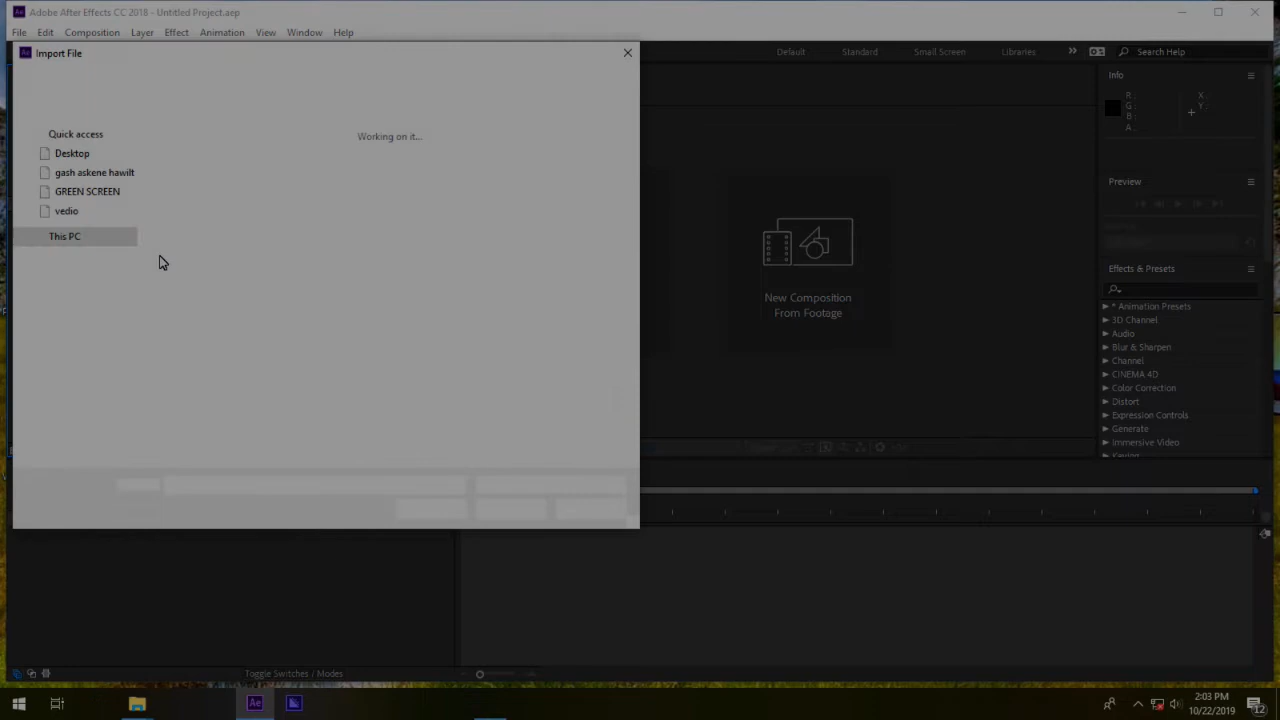 Adobe After Effects CC 2018 - Untitled Project.aep
File Edit Composition Layer Effect Animation View Window Help
Import File
Default Standard Small Screen Libraries Search Help
Info
R : X :
G : Y :
B :
A :
Quick access
Working on it...
Desktop
gash askene hawilt
GREEN SCREEN
vedio
This PC
Preview
Effects & Presets
New Composition
From Footage
* Animation Presets
3D Channel
Audio
Blur & Sharpen
Channel
CINEMA 4D
Color Correction
Distort
Expression Controls
Generate
Immersive Video
Keying
Toggle Switches / Modes
2:03 PM
10/22/2019
12